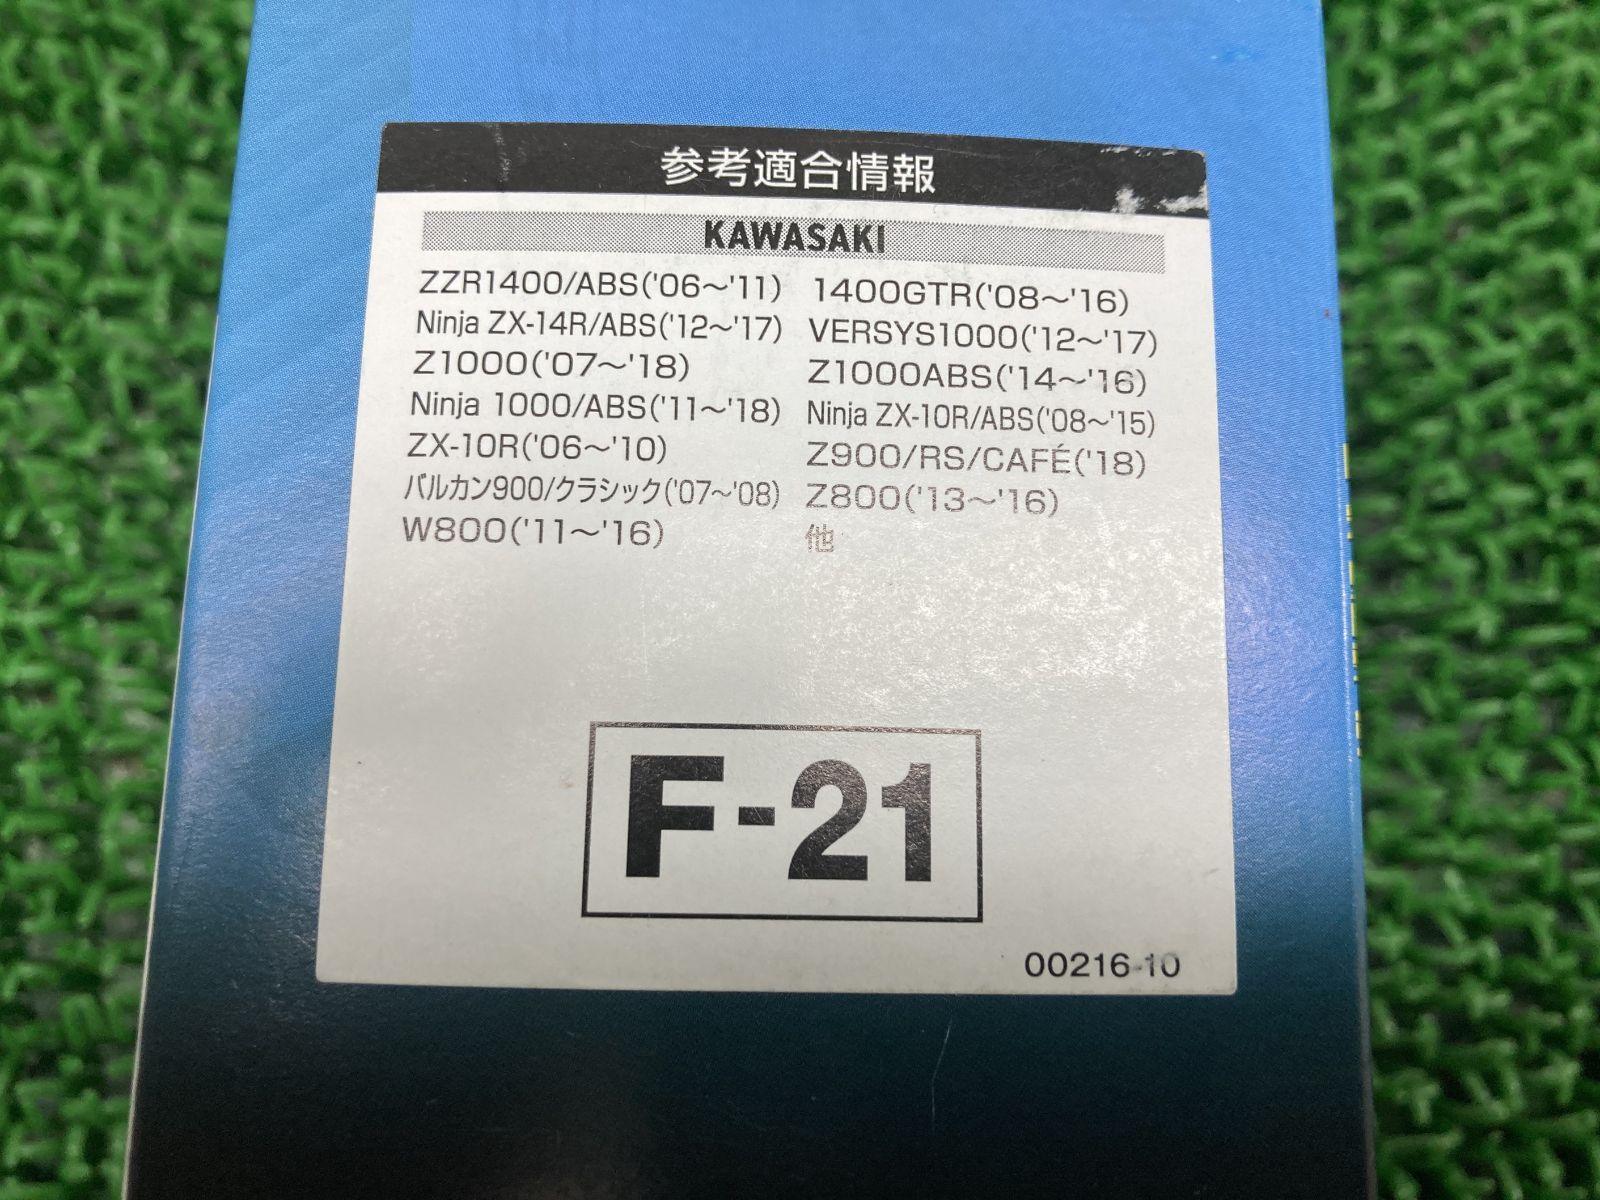 参考適合情報
KAWASAKI
ZZR1400/ABS('06～'11) 1400GTR('08～'16)
Ninja ZX-14R/ABS('12～'17) VERSYS1000('12～'17)
Z1000('07～'18) Z1000ABS('14～'16)
Ninja 1000/ABS('11～'18) Ninja ZX-10R/ABS('08～'15)
ZX-10R('06～'10) Z900/RS/CAFÉ('18)
バルカン900/クラシック('07～'08) Z800('13～'16)
W800('11～'16) 他
F-21
00216-10